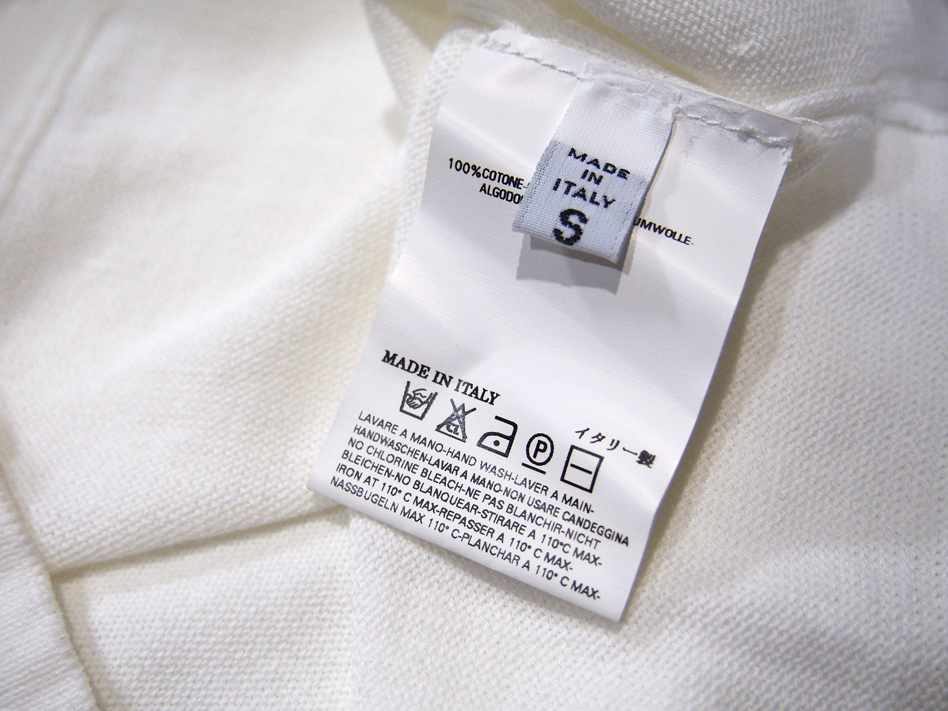 MADE
IN
ITALY
S
100%COTONE-
UMWOLLE-
MADE IN ITALY
CL
P
イタリー製
LAVARE A MANO-HAND WASH-LAVER A MAIN-
HANDWASCHEN-LAVAR A MANO-NON USARE CANDEGGINA
NO CHLORINE BLEACH-NE PAS BLANCHIR-NICHT
BLEICHEN-NO BLANQUEAR-STIRARE A 110°C MAX-
IRON AT 110° C MAX-REPASSER A 110° C MAX-
NASSBUGELN MAX 110° C-PLANCHAR A 110° C MAX-